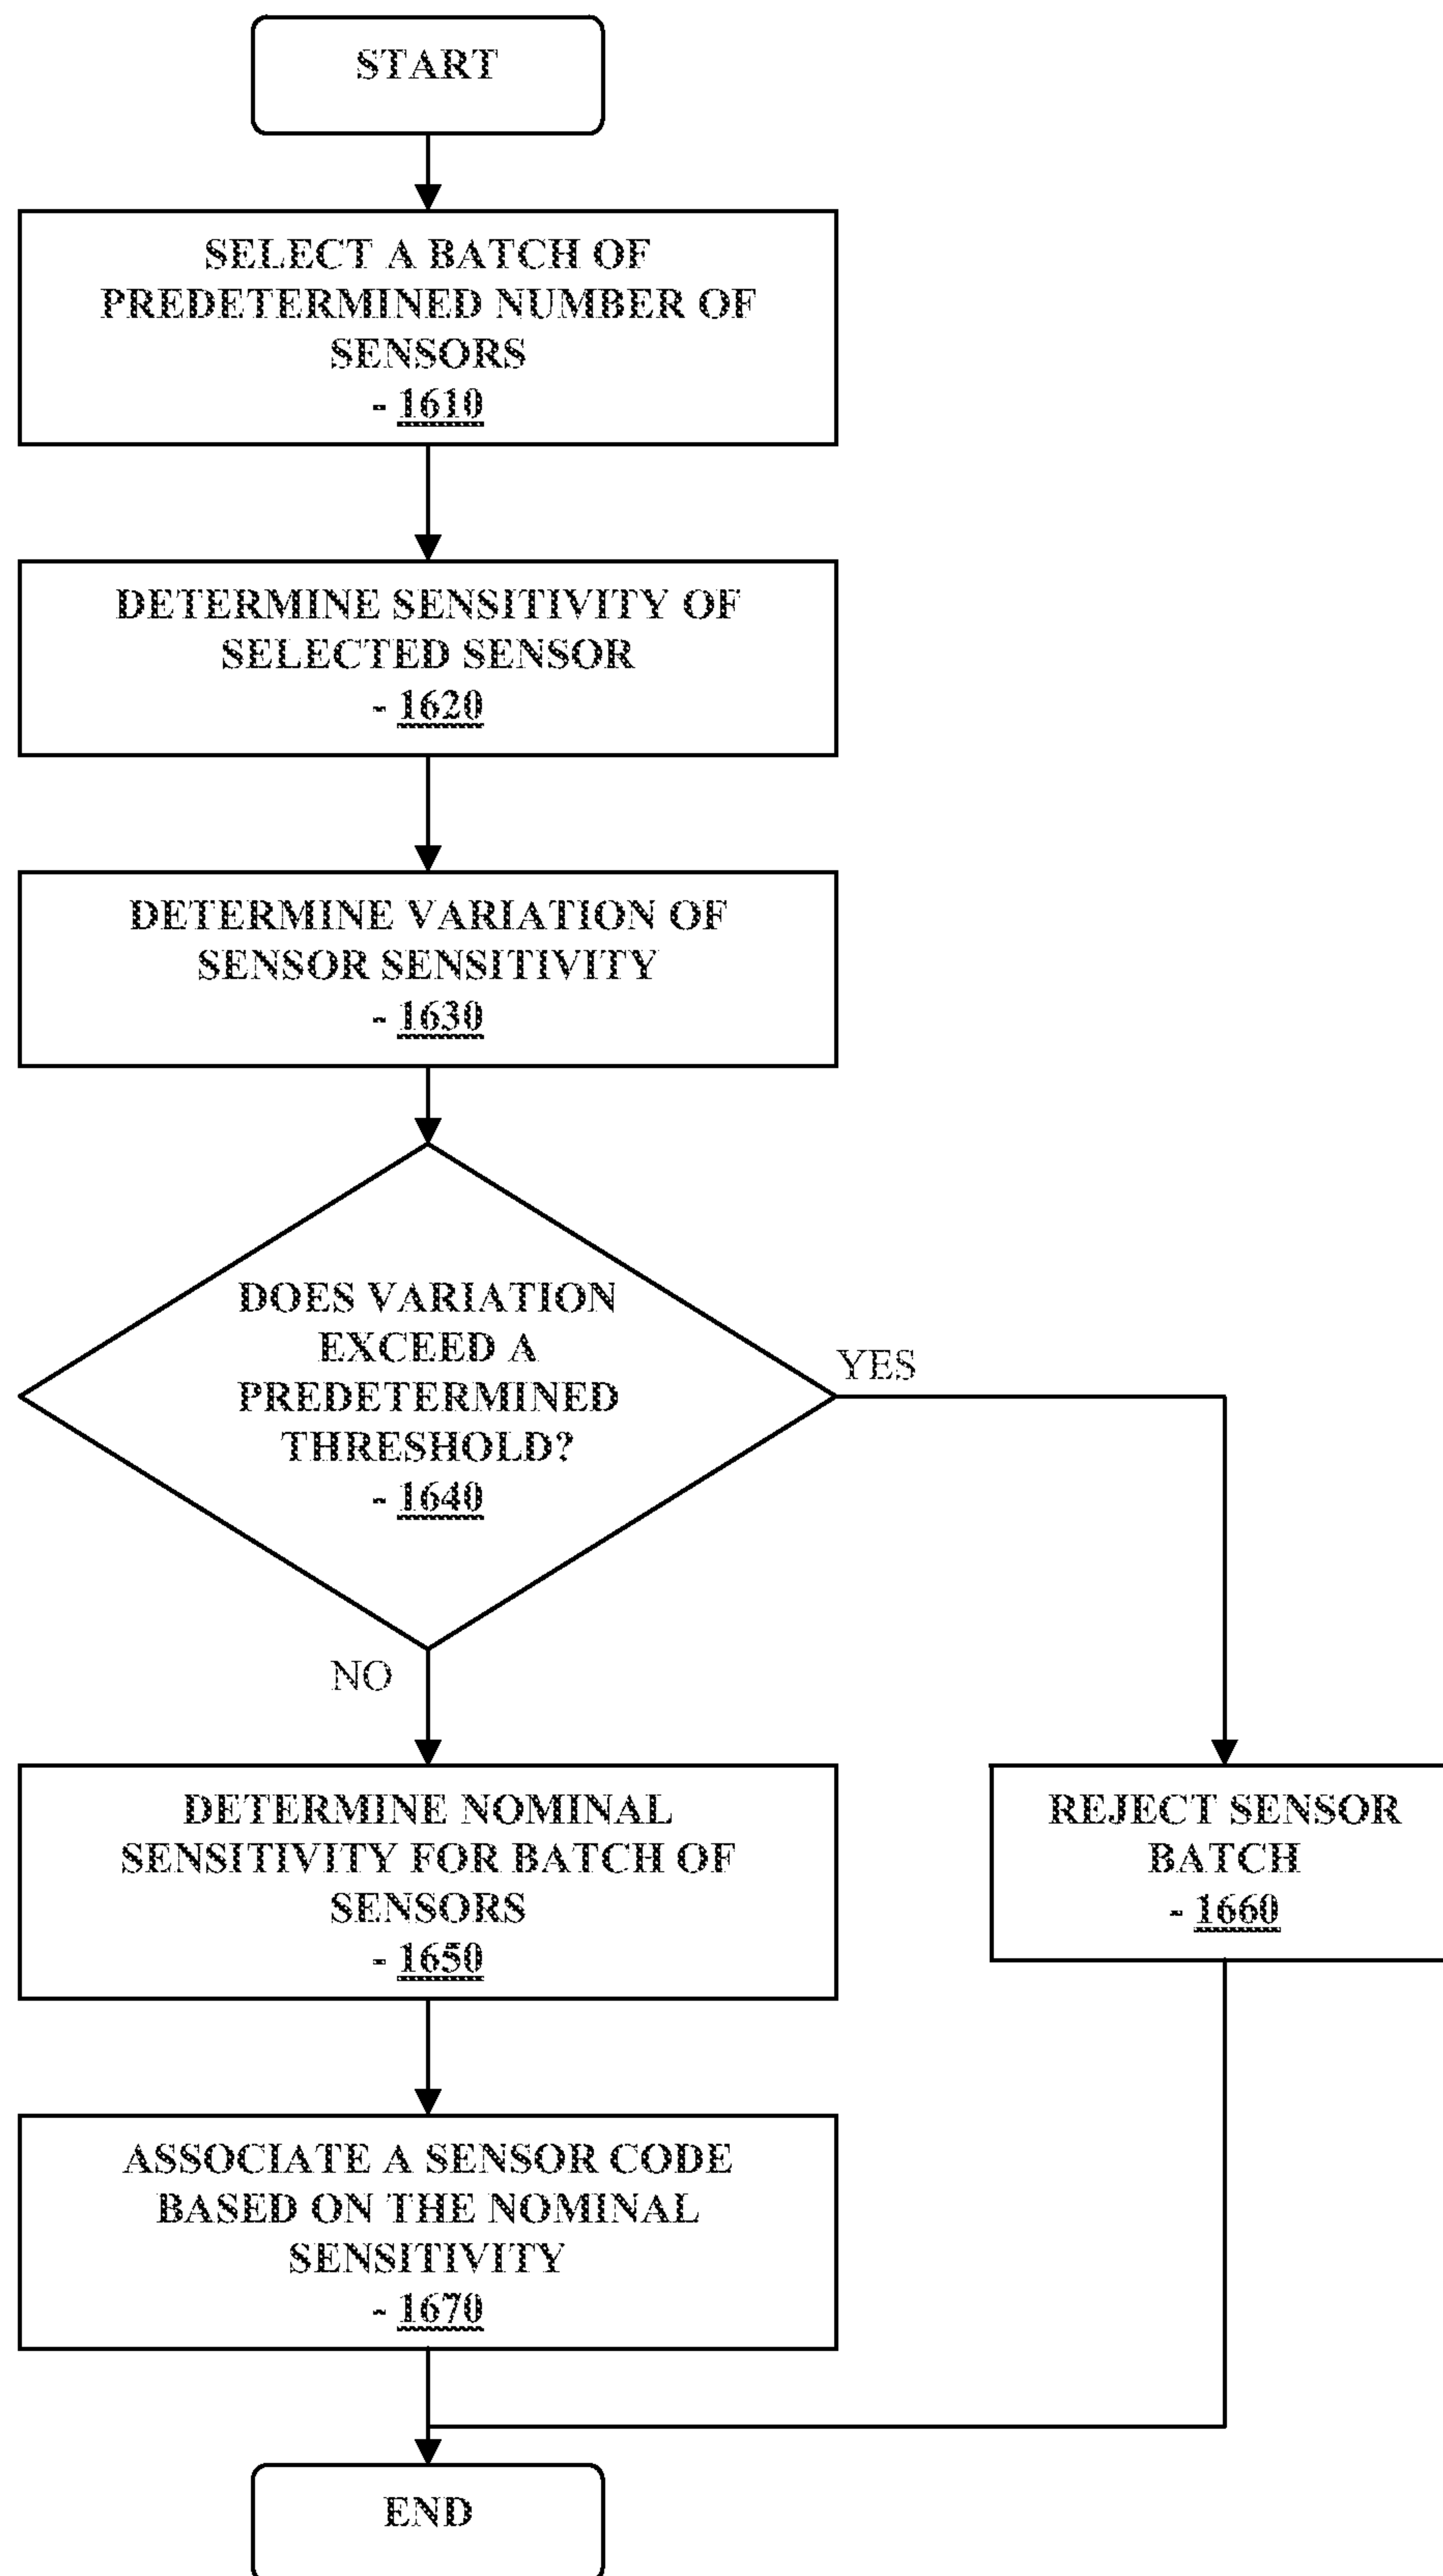 START
SELECT A BATCH OF
PREDETERMINED NUMBER OF
SENSORS
- 1610
DETERMINE SENSITIVITY OF
SELECTED SENSOR
- 1620
DETERMINE VARIATION OF
SENSOR SENSITIVITY
- 1630
DOES VARIATION
EXCEED A
PREDETERMINED
THRESHOLD?
- 1640
YES
NO
DETERMINE NOMINAL
SENSITIVITY FOR BATCH OF
SENSORS
- 1650
REJECT SENSOR
BATCH
- 1660
ASSOCIATE A SENSOR CODE
BASED ON THE NOMINAL
SENSITIVITY
- 1670
END